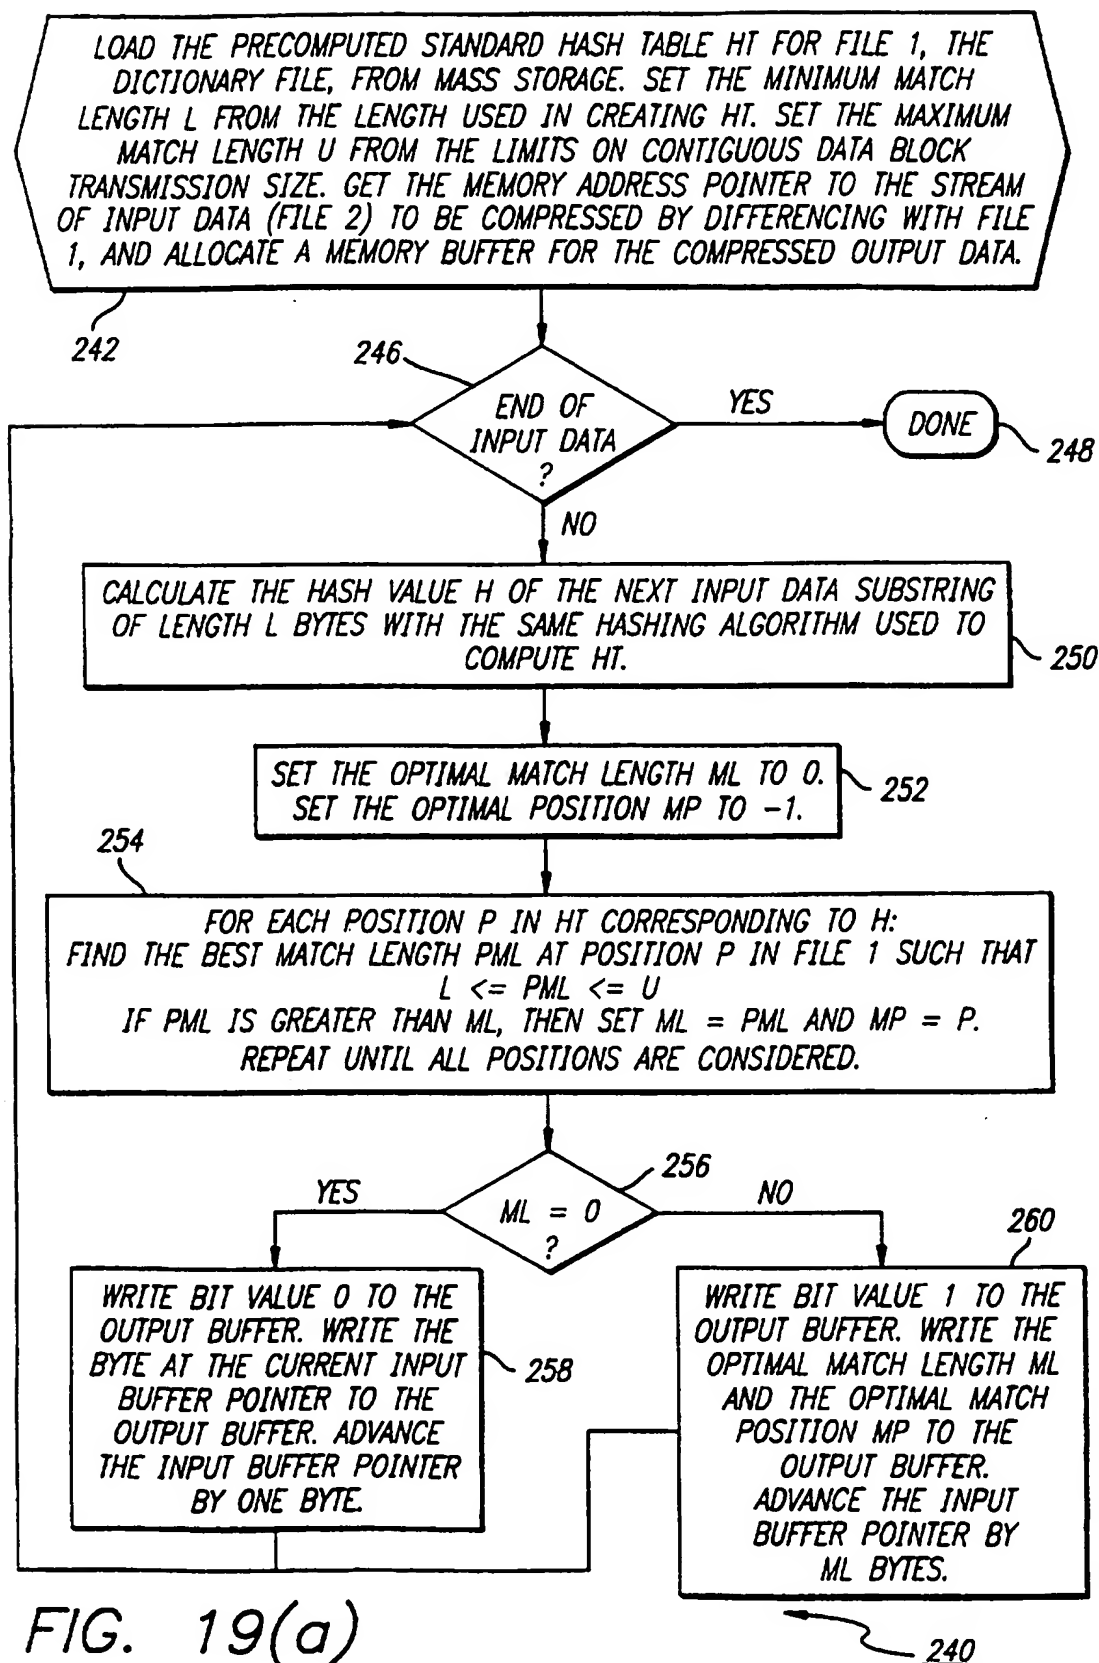 LOAD THE PRECOMPUTED STANDARD HASH TABLE HT FOR FILE 1, THE
DICTIONARY FILE, FROM MASS STORAGE. SET THE MINIMUM MATCH
LENGTH L FROM THE LENGTH USED IN CREATING HT. SET THE MAXIMUM
MATCH LENGTH U FROM THE LIMITS ON CONTIGUOUS DATA BLOCK
TRANSMISSION SIZE. GET THE MEMORY ADDRESS POINTER TO THE STREAM
OF INPUT DATA (FILE 2) TO BE COMPRESSED BY DIFFERENCING WITH FILE
1, AND ALLOCATE A MEMORY BUFFER FOR THE COMPRESSED OUTPUT DATA.
242
246
END OF
INPUT DATA
?
YES
DONE
248
NO
CALCULATE THE HASH VALUE H OF THE NEXT INPUT DATA SUBSTRING
OF LENGTH L BYTES WITH THE SAME HASHING ALGORITHM USED TO
COMPUTE HT.
250
SET THE OPTIMAL MATCH LENGTH ML TO 0.
SET THE OPTIMAL POSITION MP TO -1.
252
254
FOR EACH POSITION P IN HT CORRESPONDING TO H:
FIND THE BEST MATCH LENGTH PML AT POSITION P IN FILE 1 SUCH THAT
L <= PML <= U
IF PML IS GREATER THAN ML, THEN SET ML = PML AND MP = P.
REPEAT UNTIL ALL POSITIONS ARE CONSIDERED.
256
ML = 0
?
YES
NO
WRITE BIT VALUE 0 TO THE
OUTPUT BUFFER. WRITE THE
BYTE AT THE CURRENT INPUT
BUFFER POINTER TO THE
OUTPUT BUFFER. ADVANCE
THE INPUT BUFFER POINTER
BY ONE BYTE.
258
260
WRITE BIT VALUE 1 TO THE
OUTPUT BUFFER. WRITE THE
OPTIMAL MATCH LENGTH ML
AND THE OPTIMAL MATCH
POSITION MP TO THE
OUTPUT BUFFER.
ADVANCE THE INPUT
BUFFER POINTER BY
ML BYTES.
FIG. 19(a)
240